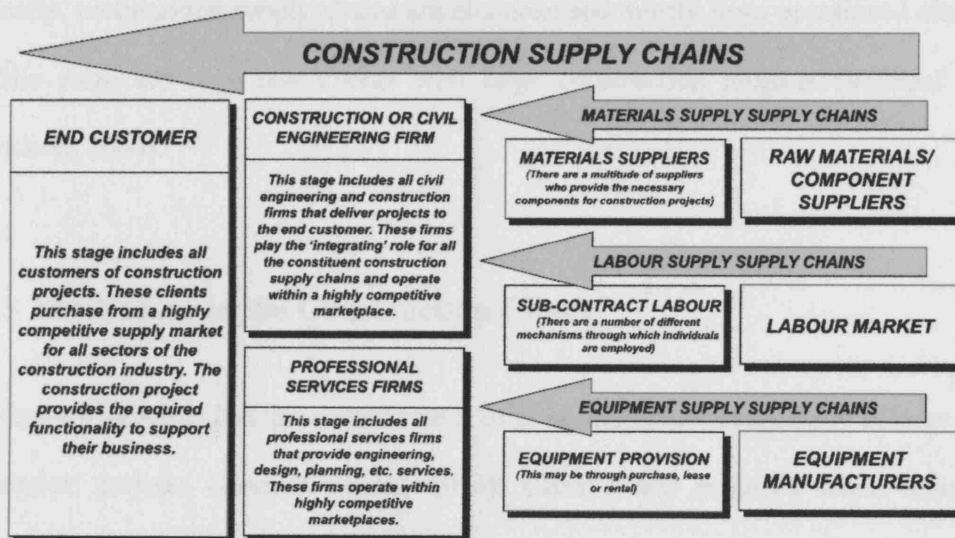 CONSTRUCTION SUPPLY CHAINS
END CUSTOMER
This stage includes all
customers of construction
projects. These clients
purchase from a highly
competitive supply market
for all sectors of the
construction industry. The
construction project
provides the required
functionality to support
their business.
CONSTRUCTION OR CIVIL
ENGINEERING FIRM
This stage includes all civil
engineering and construction
firms that deliver projects to
the end customer. These firms
play the 'integrating' role for all
the constituent construction
supply chains and operate
within a highly competitive
marketplace.
PROFESSIONAL
SERVICES FIRMS
This stage includes all
professional services firms
that provide engineering,
design, planning, etc. services.
These firms operate within
highly competitive
marketplaces.
MATERIALS SUPPLY SUPPLY CHAINS
MATERIALS SUPPLIERS
(There are a multitude of suppliers
who provide the necessary
components for construction projects)
RAW MATERIALS/
COMPONENT
SUPPLIERS
LABOUR SUPPLY SUPPLY CHAINS
SUB-CONTRACT LABOUR
(There are a number of different
mechanisms through which individuals
are employed)
LABOUR MARKET
EQUIPMENT SUPPLY SUPPLY CHAINS
EQUIPMENT PROVISION
(This may be through purchase, lease
or rental)
EQUIPMENT
MANUFACTURERS